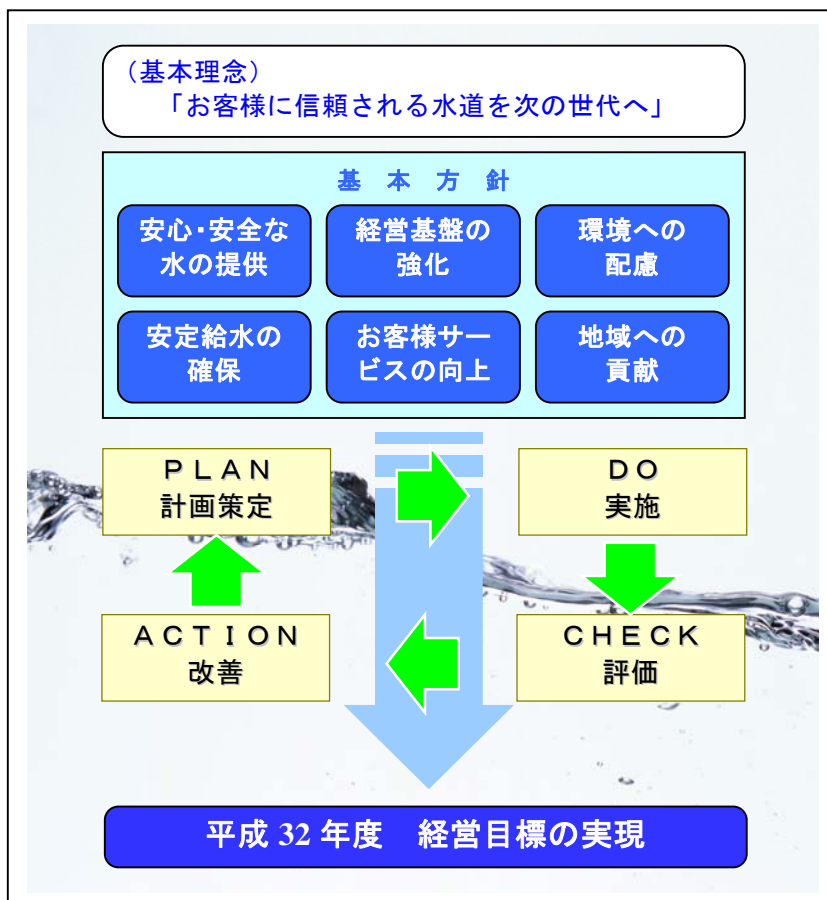 (基本理念)
「お客様に信頼される水道を次の世代へ」
基 本 方 針
安心・安全な
水の提供
経営基盤の
強化
環境への
配慮
安定給水の
確保
お客様サー
ビスの向上
地域への
貢献
ＰＬＡＮ
計画策定
ＤＯ
実施
ＡＣＴＩＯＮ
改善
ＣＨＥＣＫ
評価
平成 32 年度　経営目標の実現